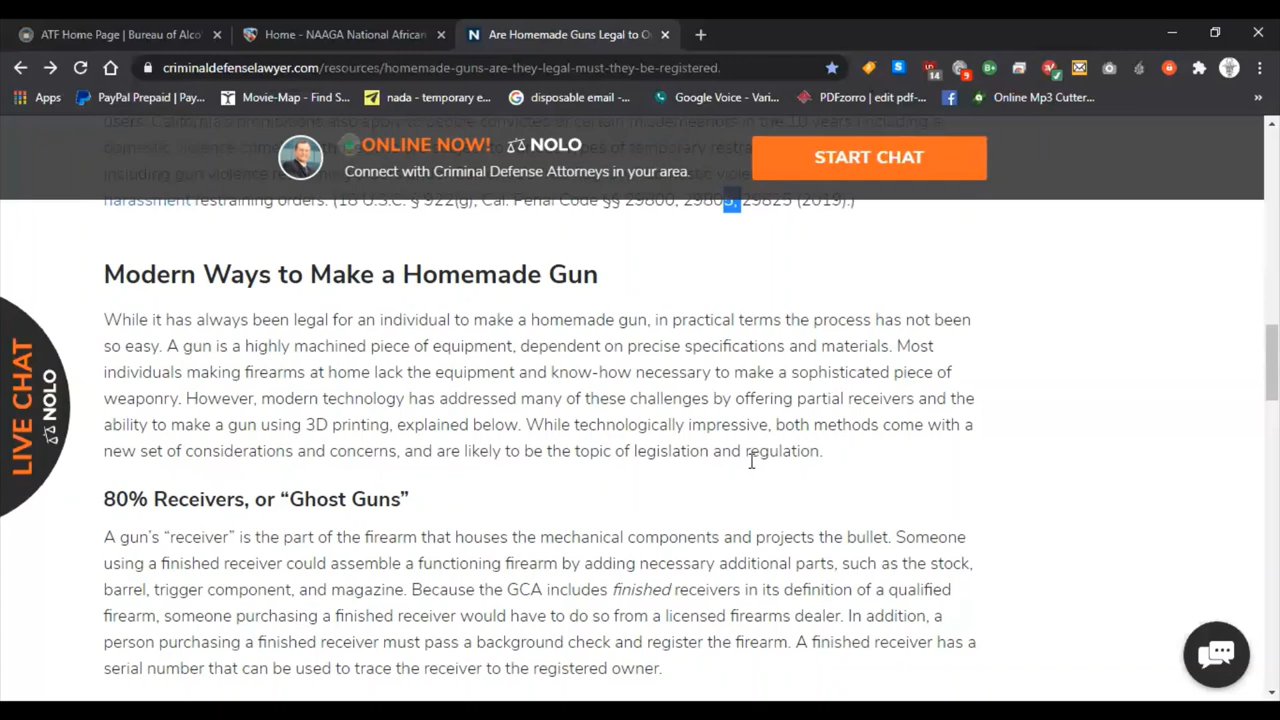 ATF Home Page | Bureau of Alco
Home - NAAGA National African
N Are Homemade Guns Legal to O
criminaldefenselawyer.com/resources/homemade-guns-are-they-legal-must-they-be-registered.
14
9
Apps
PayPal Prepaid | Pay...
Movie-Map - Find S...
nada - temporary e...
disposable email -...
Google Voice - Vari...
PDFzorro | edit pdf-...
Online Mp3 Cutter...
»
ONLINE NOW! NOLO
Connect with Criminal Defense Attorneys in your area.
START CHAT
harassment restraining orders. (18 U.S.C. § 922(g), Cal. Penal Code §§ 29800, 29805, 29825 (2019).)
Modern Ways to Make a Homemade Gun
While it has always been legal for an individual to make a homemade gun, in practical terms the process has not been
so easy. A gun is a highly machined piece of equipment, dependent on precise specifications and materials. Most
individuals making firearms at home lack the equipment and know-how necessary to make a sophisticated piece of
weaponry. However, modern technology has addressed many of these challenges by offering partial receivers and the
ability to make a gun using 3D printing, explained below. While technologically impressive, both methods come with a
new set of considerations and concerns, and are likely to be the topic of legislation and regulation.
LIVE CHAT
NOLO
80% Receivers, or “Ghost Guns”
A gun’s “receiver” is the part of the firearm that houses the mechanical components and projects the bullet. Someone
using a finished receiver could assemble a functioning firearm by adding necessary additional parts, such as the stock,
barrel, trigger component, and magazine. Because the GCA includes finished receivers in its definition of a qualified
firearm, someone purchasing a finished receiver would have to do so from a licensed firearms dealer. In addition, a
person purchasing a finished receiver must pass a background check and register the firearm. A finished receiver has a
serial number that can be used to trace the receiver to the registered owner.